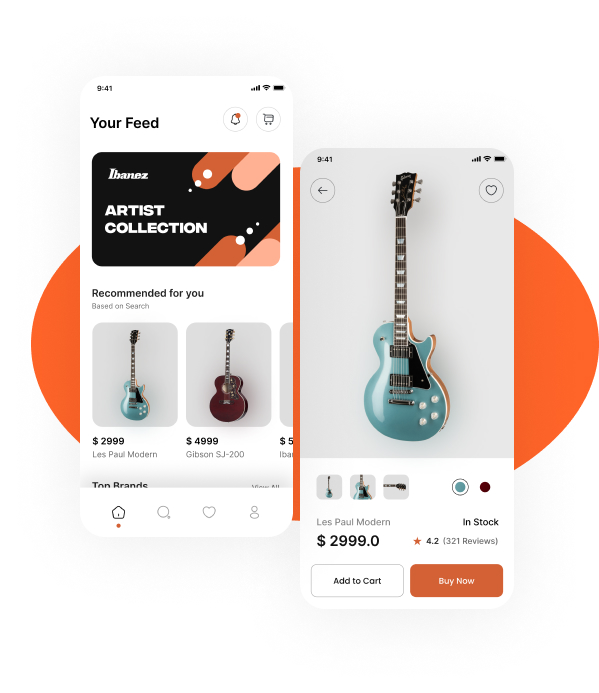 9:41
Your Feed
Ibanez
ARTIST
COLLECTION
Recommended for you
Based on Search
$ 2999
Les Paul Modern
$ 4999
Gibson SJ-200
$ 5
Iba
Top Brands
View All
9:41
Les Paul Modern
In Stock
$ 2999.0
4.2 (321 Reviews)
Add to Cart
Buy Now